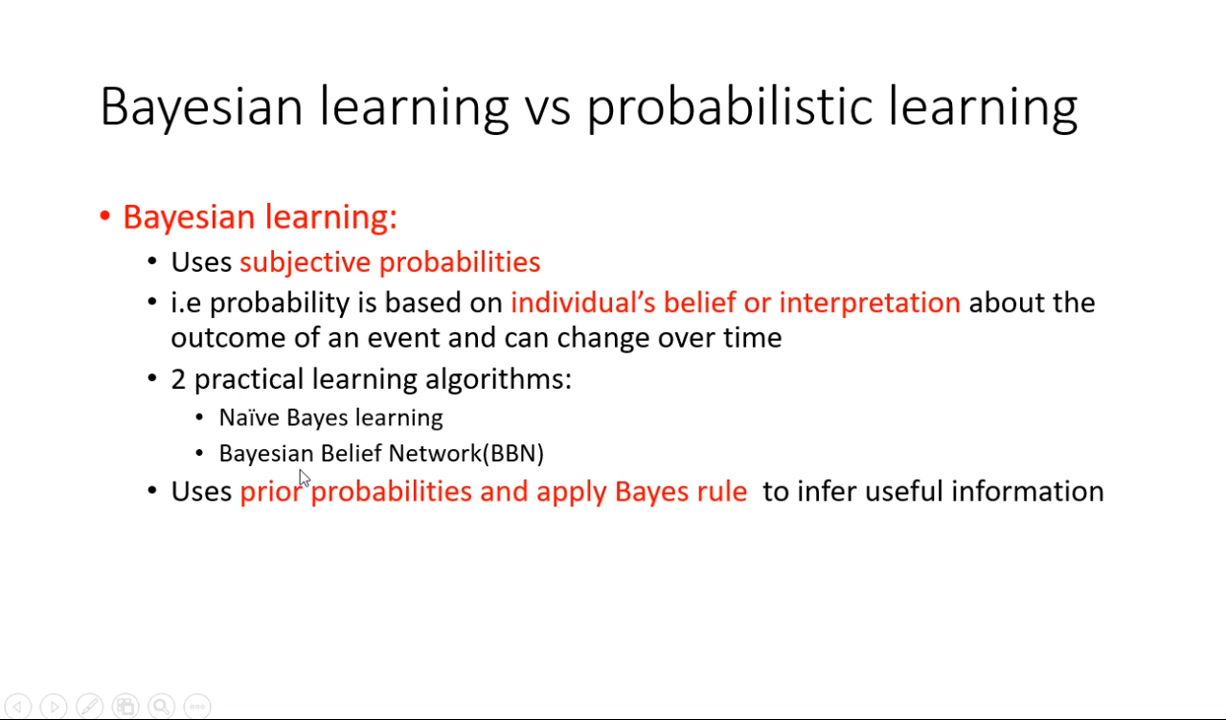 Bayesian learning vs probabilistic learning
• Bayesian learning:
• Uses subjective probabilities
• i.e probability is based on individual's belief or interpretation about the
outcome of an event and can change over time
• 2 practical learning algorithms:
• Naïve Bayes learning
• Bayesian Belief Network(BBN)
• Uses prior probabilities and apply Bayes rule to infer useful information